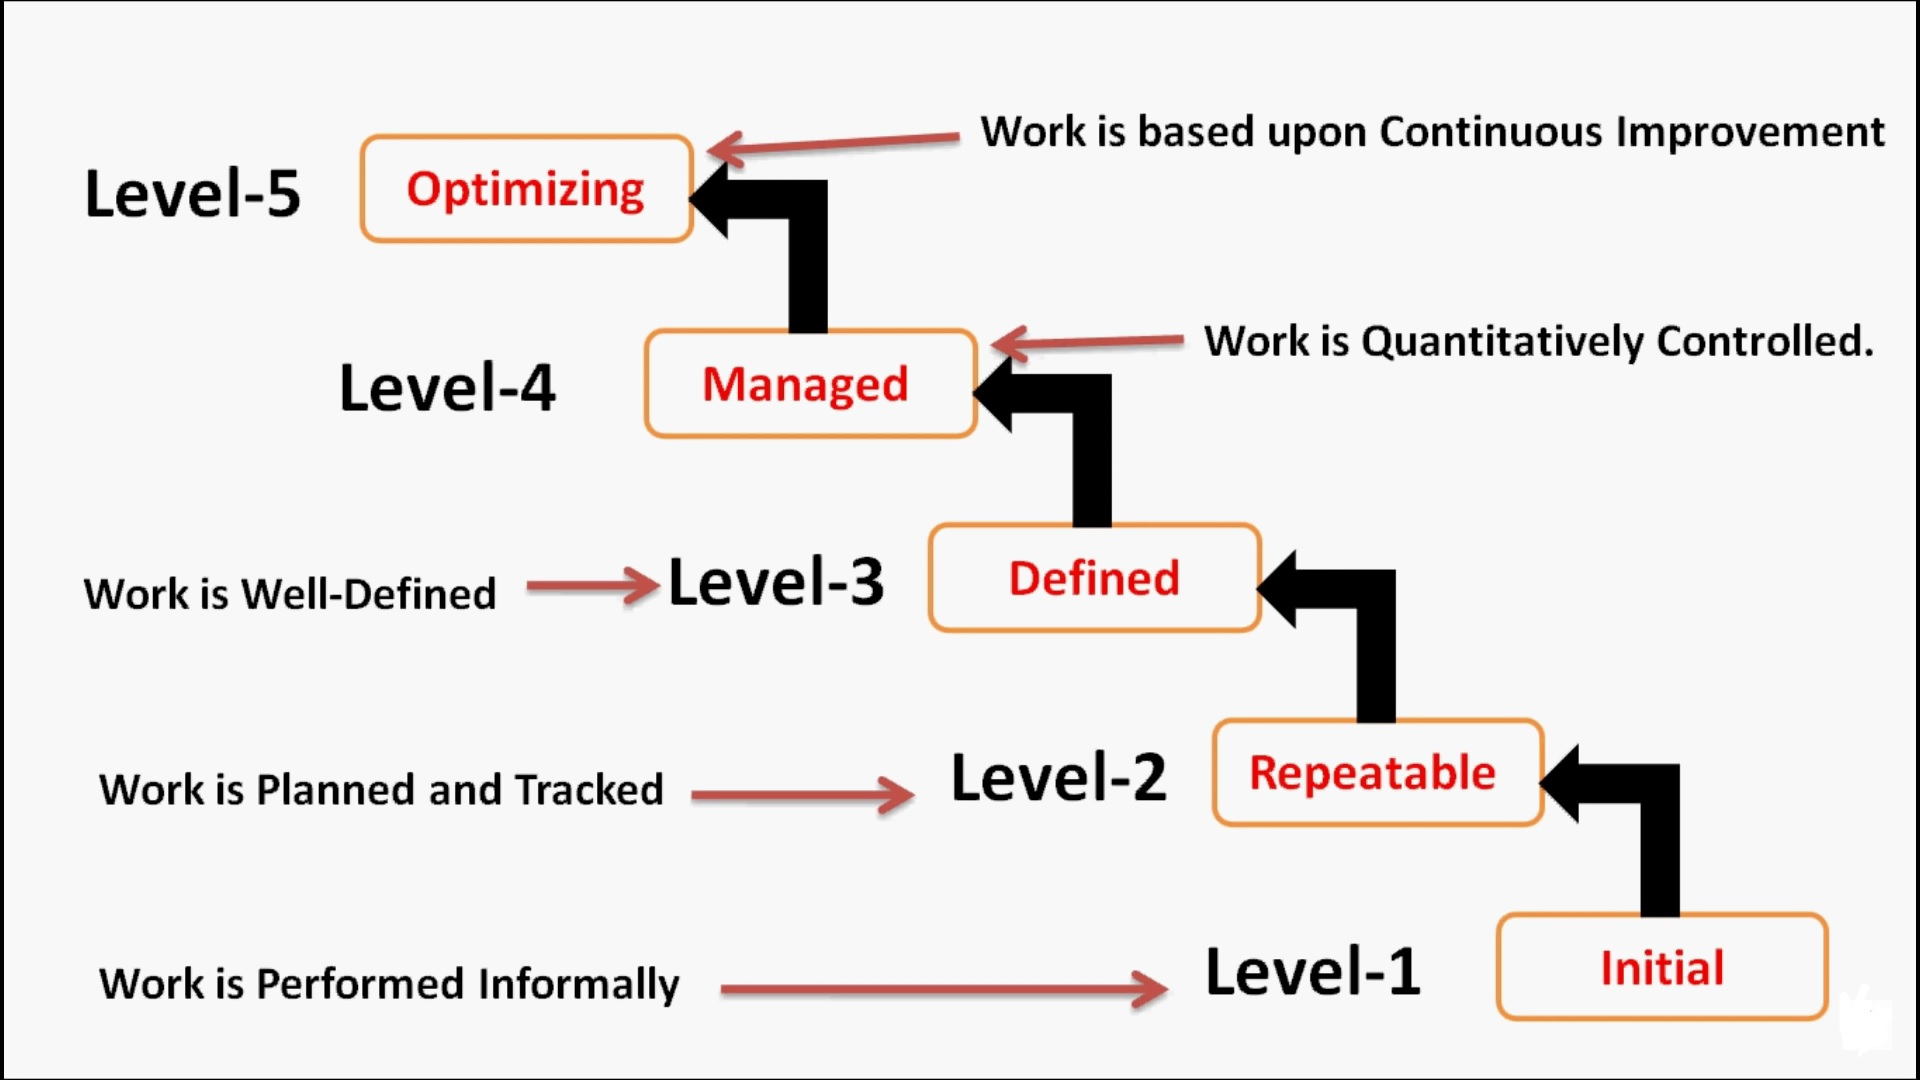 Work is based upon Continuous Improvement
Level-5
Optimizing
Work is Quantitatively Controlled.
Level-4
Managed
Work is Well-Defined
Level-3
Defined
Work is Planned and Tracked
Level-2
Repeatable
Work is Performed Informally
Level-1
Initial